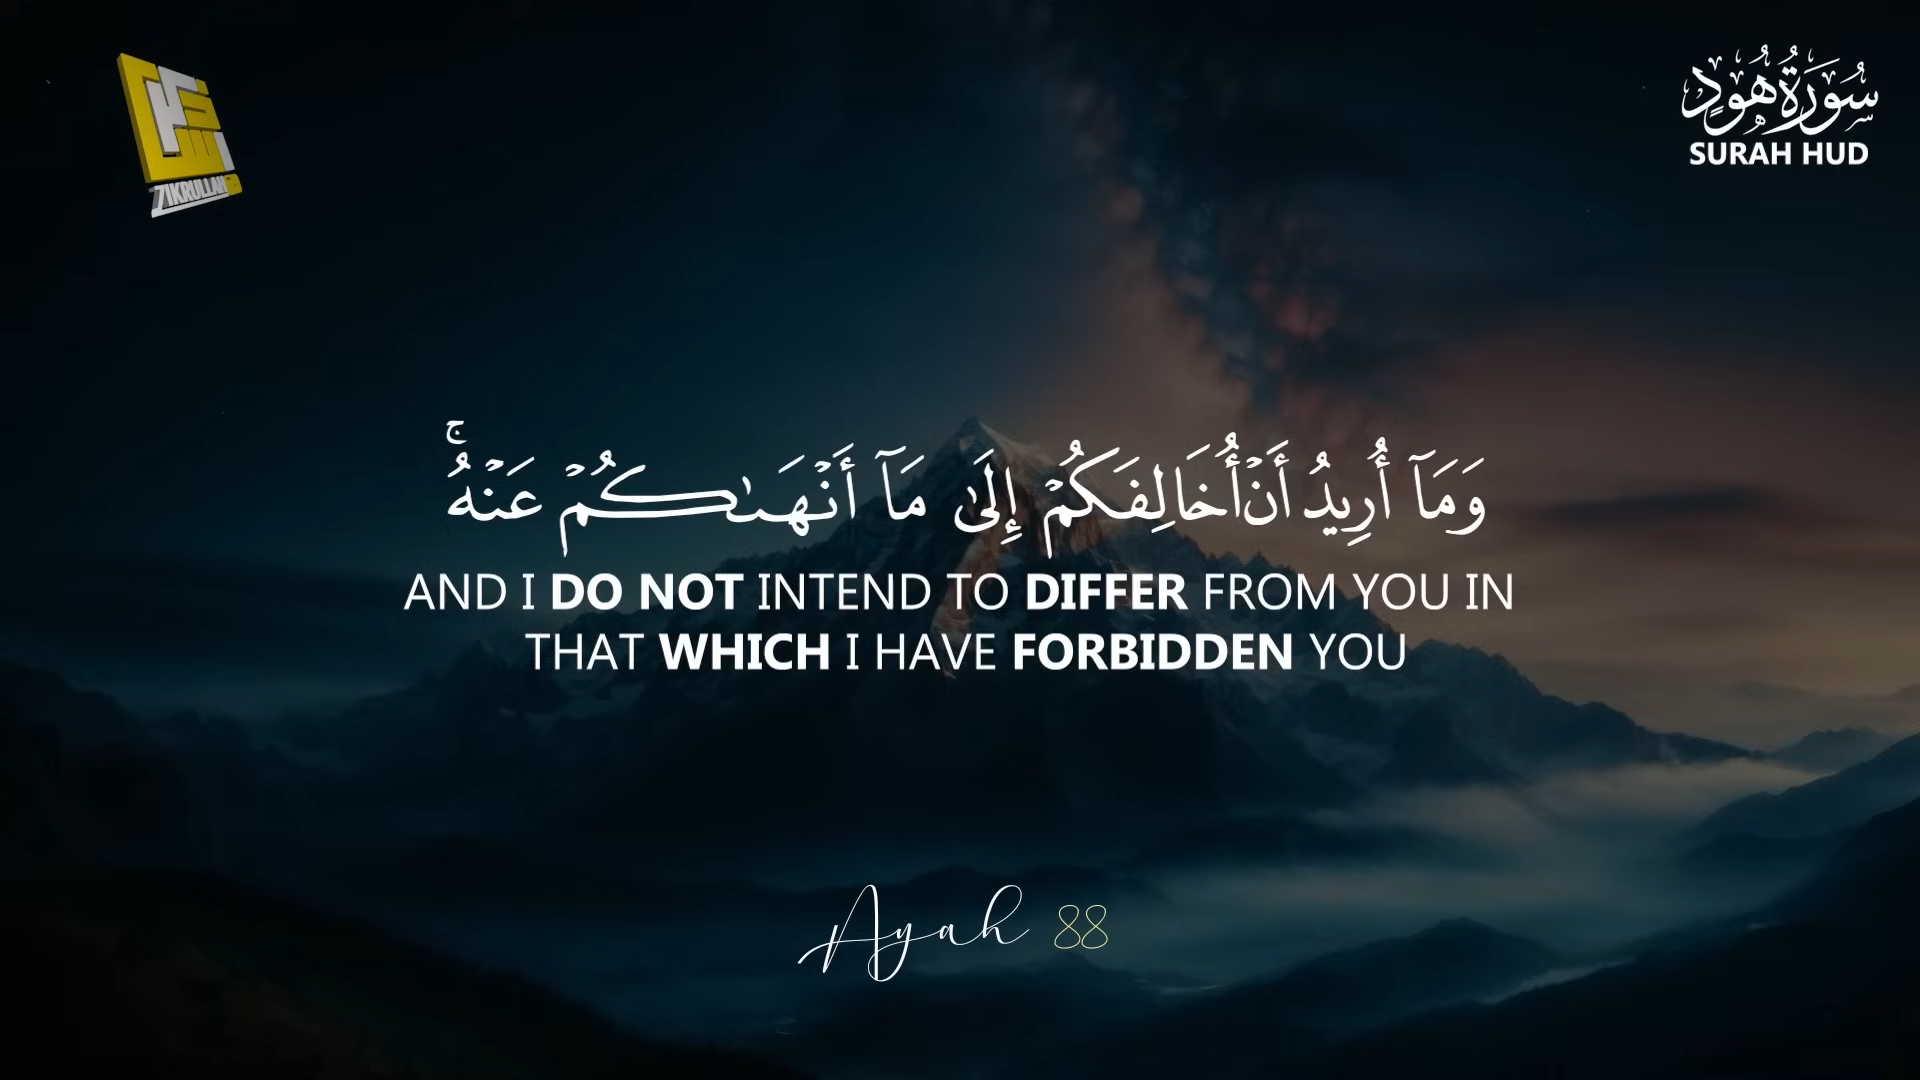 ZIKRULLAH
سُورَةُ هُودٍ
SURAH HUD
وَمَآ أُرِيدُ أَنْ أُخَالِفَكُمْ إِلَىٰ مَآ أَنْهَىٰكُمْ عَنْهُ ۚ
AND I DO NOT INTEND TO DIFFER FROM YOU IN
THAT WHICH I HAVE FORBIDDEN YOU
Ayah 88